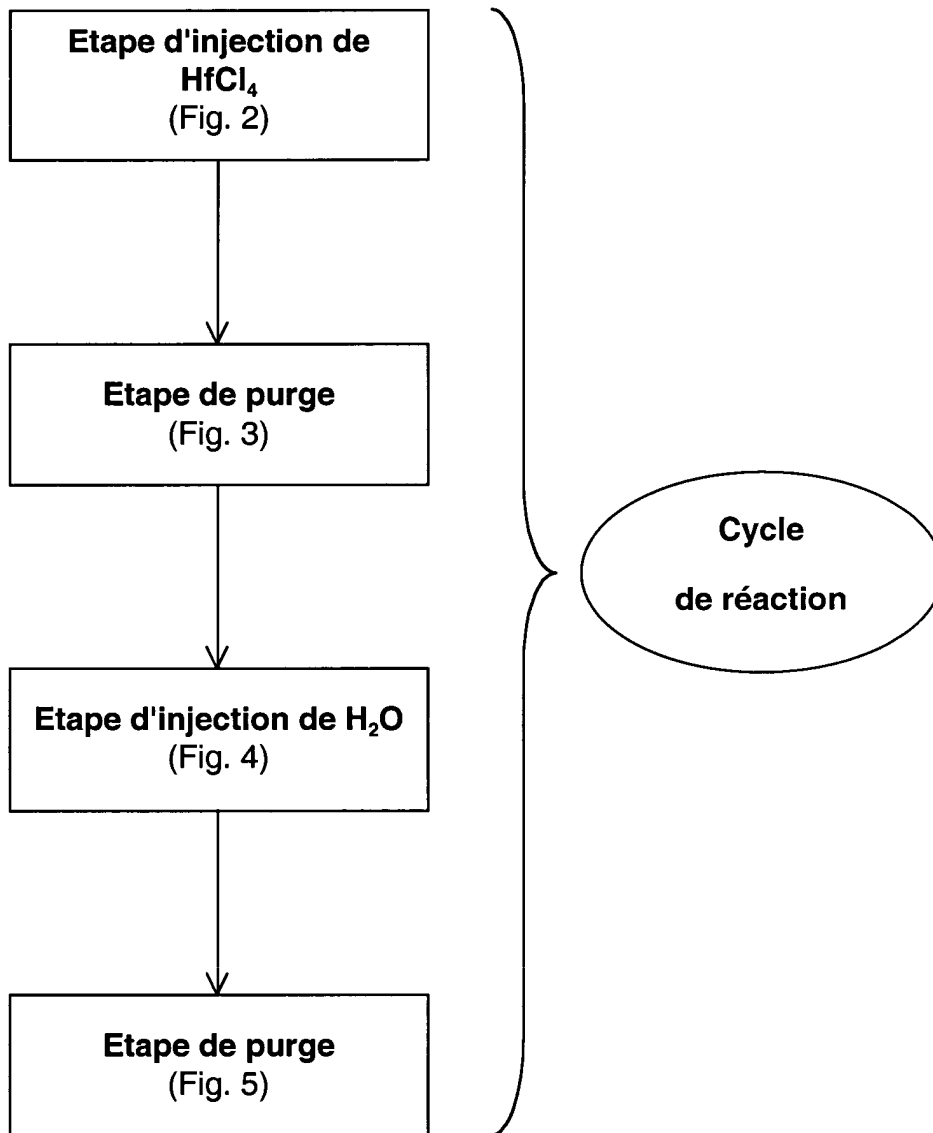 Etape d'injection de
HfCl₄
(Fig. 2)
Etape de purge
(Fig. 3)
Etape d'injection de H₂O
(Fig. 4)
Etape de purge
(Fig. 5)
Cycle
de réaction